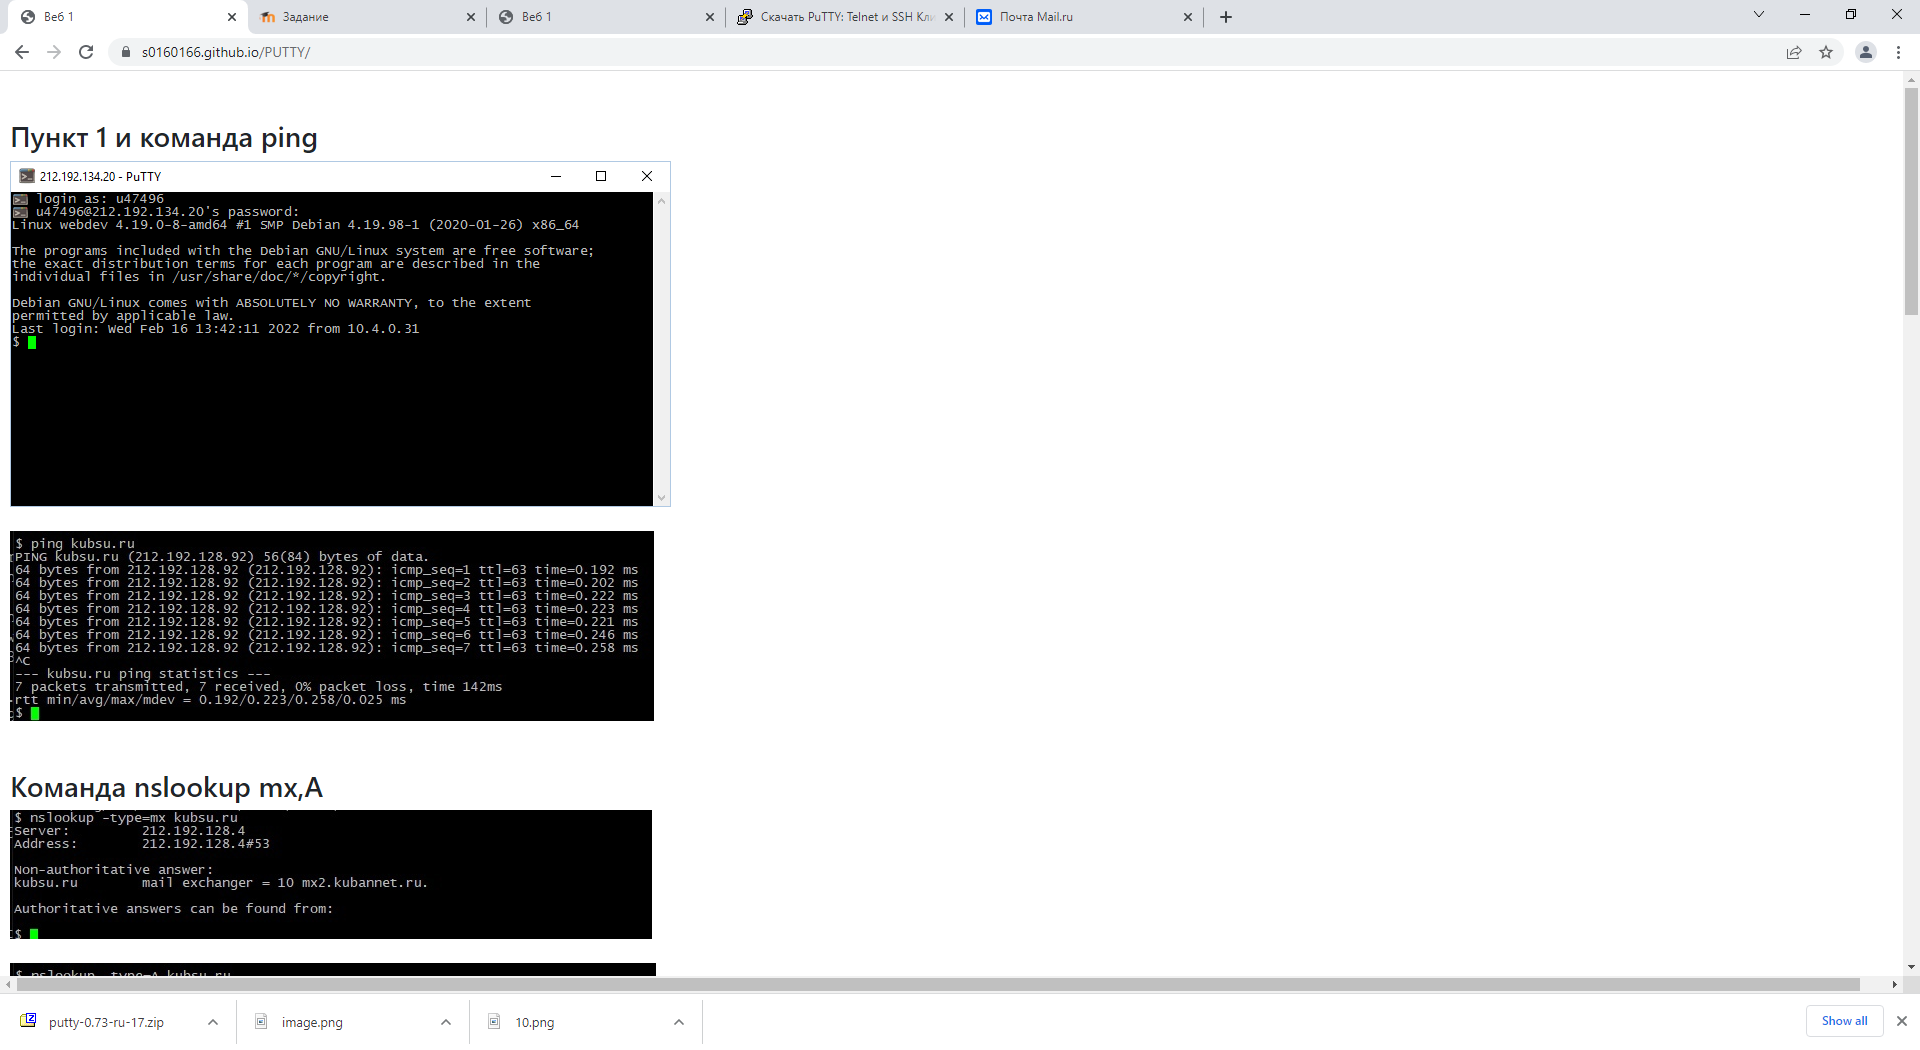 Веб 1
Задание
Веб 1
Скачать PuTTY: Telnet и SSH Кли
Почта Mail.ru
s0160166.github.io/PUTTY/
Пункт 1 и команда ping
212.192.134.20 - PuTTY
login as: u47496
u47496@212.192.134.20's password:
Linux webdev 4.19.0-8-amd64 #1 SMP Debian 4.19.98-1 (2020-01-26) x86_64
The programs included with the Debian GNU/Linux system are free software;
the exact distribution terms for each program are described in the
individual files in /usr/share/doc/*/copyright.
Debian GNU/Linux comes with ABSOLUTELY NO WARRANTY, to the extent
permitted by applicable law.
Last login: Wed Feb 16 13:42:11 2022 from 10.4.0.31
$
$ ping kubsu.ru
PING kubsu.ru (212.192.128.92) 56(84) bytes of data.
64 bytes from 212.192.128.92 (212.192.128.92): icmp_seq=1 ttl=63 time=0.192 ms
64 bytes from 212.192.128.92 (212.192.128.92): icmp_seq=2 ttl=63 time=0.202 ms
64 bytes from 212.192.128.92 (212.192.128.92): icmp_seq=3 ttl=63 time=0.222 ms
64 bytes from 212.192.128.92 (212.192.128.92): icmp_seq=4 ttl=63 time=0.223 ms
64 bytes from 212.192.128.92 (212.192.128.92): icmp_seq=5 ttl=63 time=0.221 ms
64 bytes from 212.192.128.92 (212.192.128.92): icmp_seq=6 ttl=63 time=0.246 ms
64 bytes from 212.192.128.92 (212.192.128.92): icmp_seq=7 ttl=63 time=0.258 ms
^C
--- kubsu.ru ping statistics ---
7 packets transmitted, 7 received, 0% packet loss, time 142ms
rtt min/avg/max/mdev = 0.192/0.223/0.258/0.025 ms
$
Команда nslookup mx,A
$ nslookup -type=mx kubsu.ru
Server: 212.192.128.4
Address: 212.192.128.4#53
Non-authoritative answer:
kubsu.ru mail exchanger = 10 mx2.kubannet.ru.
Authoritative answers can be found from:
$
$ nslookup -type=A kubsu.ru
putty-0.73-ru-17.zip
image.png
10.png
Show all